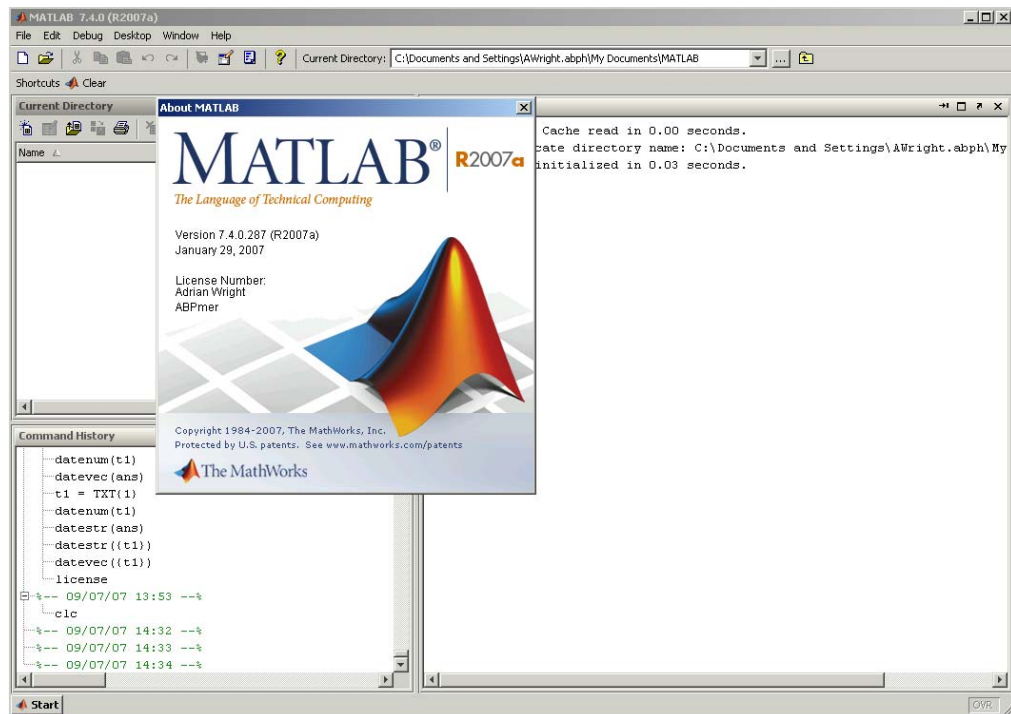 MATLAB 7.4.0 (R2007a)
File Edit Debug Desktop Window Help
Current Directory: C:\Documents and Settings\AWright.abph\My Documents\MATLAB ...
Shortcuts Clear
Current Directory
Name
About MATLAB
MATLAB® R2007a
The Language of Technical Computing
Version 7.4.0.287 (R2007a)
January 29, 2007
License Number:
Adrian Wright
ABPmer
Copyright 1984-2007, The MathWorks, Inc.
Protected by U.S. patents. See www.mathworks.com/patents
The MathWorks
Cache read in 0.00 seconds.
cate directory name: C:\Documents and Settings\AWright.abph\My
initialized in 0.03 seconds.
Command History
datenum(t1)
datevec(ans)
t1 = TXT(1)
datenum(t1)
datestr(ans)
datestr({t1})
datevec({t1})
license
%-- 09/07/07 13:53 --%
clc
%-- 09/07/07 14:32 --%
%-- 09/07/07 14:33 --%
%-- 09/07/07 14:34 --%
Start
OVR